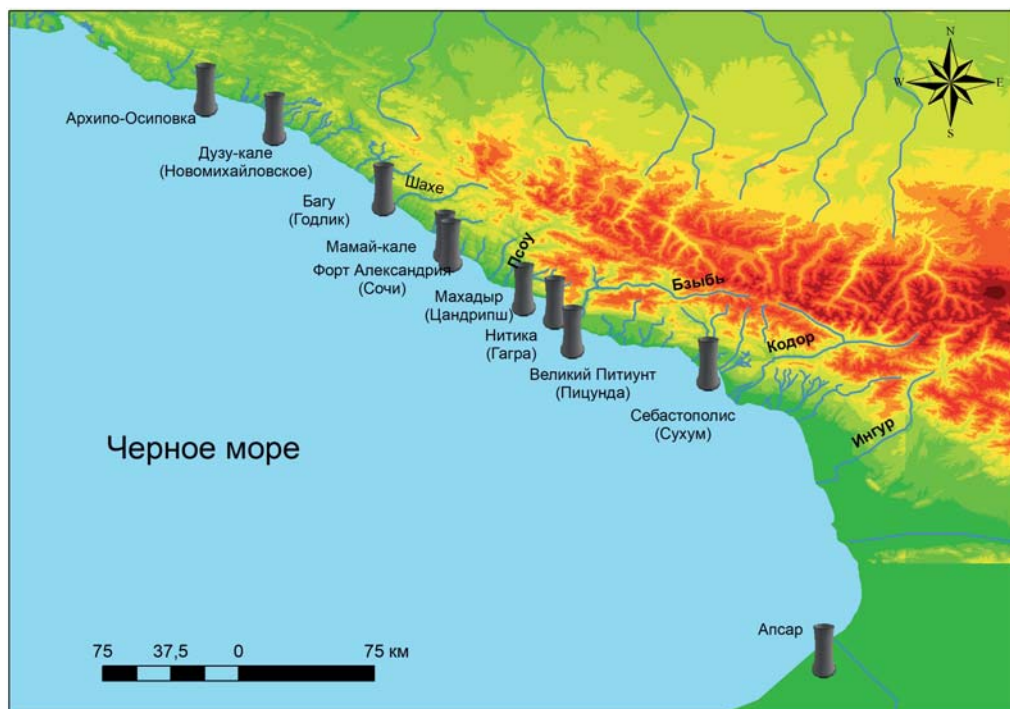 N
W
E
S
Архипо-Осиповка
Дузу-кале
(Новомихайловское)
Шахе
Багу
(Годлик)
Мамай-кале
Форт Александрия
(Сочи)
Псоу
Махадыр
(Цандрипш)
Бзыбь
Нитика
(Гагра)
Кодор
Великий Питиунт
(Пицунда)
Себастополис
(Сухум)
Ингур
Черное море
Апсар
75
37,5
0
75 км